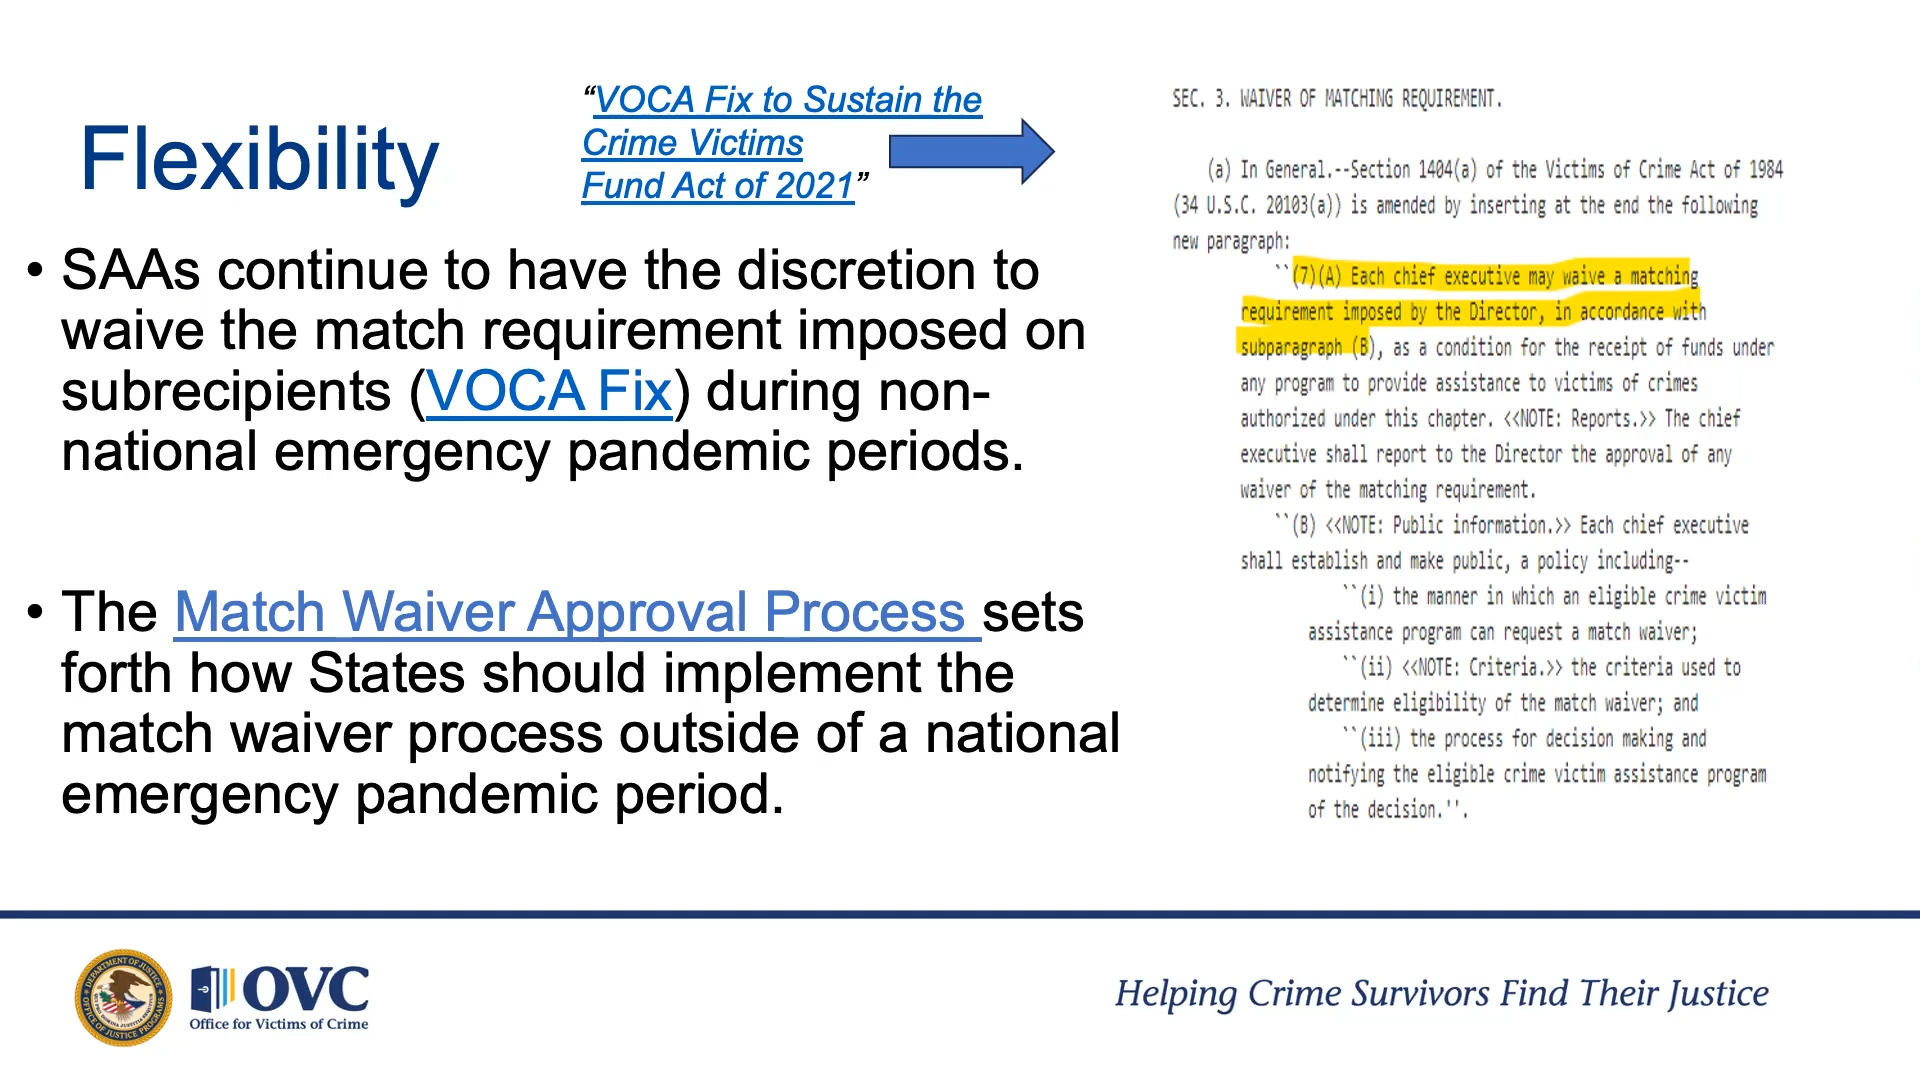 Flexibility
“VOCA Fix to Sustain the
Crime Victims
Fund Act of 2021”
• SAAs continue to have the discretion to
waive the match requirement imposed on
subrecipients (VOCA Fix) during non-
national emergency pandemic periods.
• The Match Waiver Approval Process sets
forth how States should implement the
match waiver process outside of a national
emergency pandemic period.
SEC. 3. WAIVER OF MATCHING REQUIREMENT.
(a) In General.--Section 1404(a) of the Victims of Crime Act of 1984
(34 U.S.C. 20103(a)) is amended by inserting at the end the following
new paragraph:
``(7)(A) Each chief executive may waive a matching
requirement imposed by the Director, in accordance with
subparagraph (B), as a condition for the receipt of funds under
any program to provide assistance to victims of crimes
authorized under this chapter. <<NOTE: Reports.>> The chief
executive shall report to the Director the approval of any
waiver of the matching requirement.
``(B) <<NOTE: Public information.>> Each chief executive
shall establish and make public, a policy including--
``(i) the manner in which an eligible crime victim
assistance program can request a match waiver;
``(ii) <<NOTE: Criteria.>> the criteria used to
determine eligibility of the match waiver; and
``(iii) the process for decision making and
notifying the eligible crime victim assistance program
of the decision.''.
DEPARTMENT OF JUSTICE
OFFICE OF JUSTICE PROGRAMS
OVC
Office for Victims of Crime
Helping Crime Survivors Find Their Justice